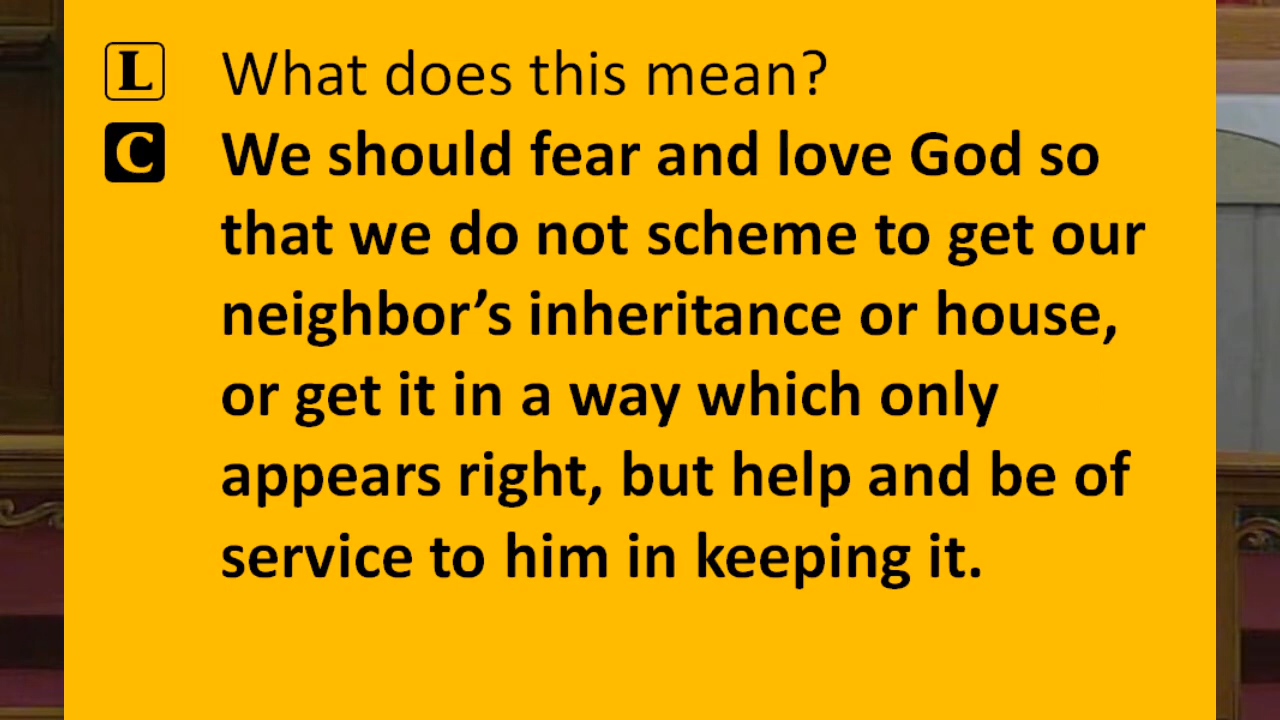 L What does this mean?
C We should fear and love God so
that we do not scheme to get our
neighbor’s inheritance or house,
or get it in a way which only
appears right, but help and be of
service to him in keeping it.